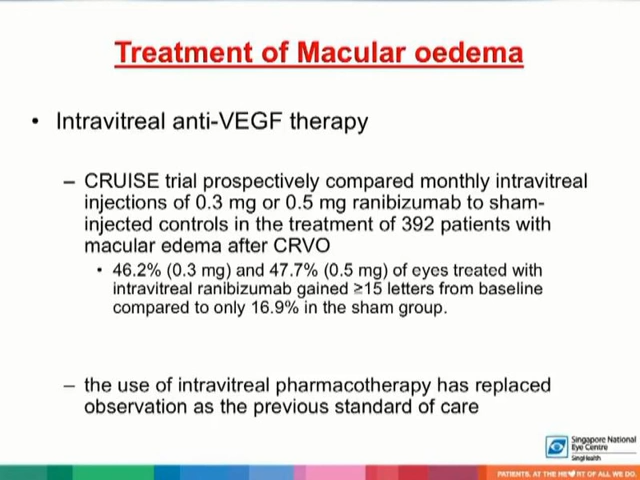 Treatment of Macular oedema
• Intravitreal anti-VEGF therapy
– CRUISE trial prospectively compared monthly intravitreal
injections of 0.3 mg or 0.5 mg ranibizumab to sham-
injected controls in the treatment of 392 patients with
macular edema after CRVO
• 46.2% (0.3 mg) and 47.7% (0.5 mg) of eyes treated with
intravitreal ranibizumab gained ≥15 letters from baseline
compared to only 16.9% in the sham group.
– the use of intravitreal pharmacotherapy has replaced
observation as the previous standard of care
Singapore National
Eye Centre
SingHealth
PATIENTS. AT THE HE♥RT OF ALL WE DO.